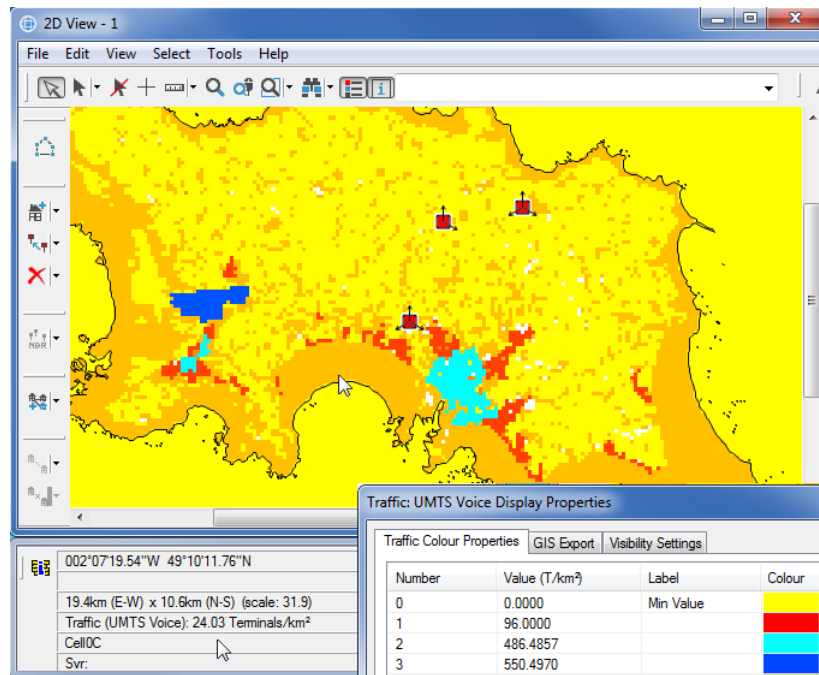 2D View - 1
File Edit View Select Tools Help
NBR
002°07'19.54"W 49°10'11.76"N
19.4km (E-W) x 10.6km (N-S) (scale: 31.9)
Traffic (UMTS Voice): 24.03 Terminals/km²
Cell0C
Svr:
Traffic: UMTS Voice Display Properties
Traffic Colour Properties GIS Export Visibility Settings
Number Value (T/km²) Label Colour
0 0.0000 Min Value
1 96.0000
2 486.4857
3 550.4970